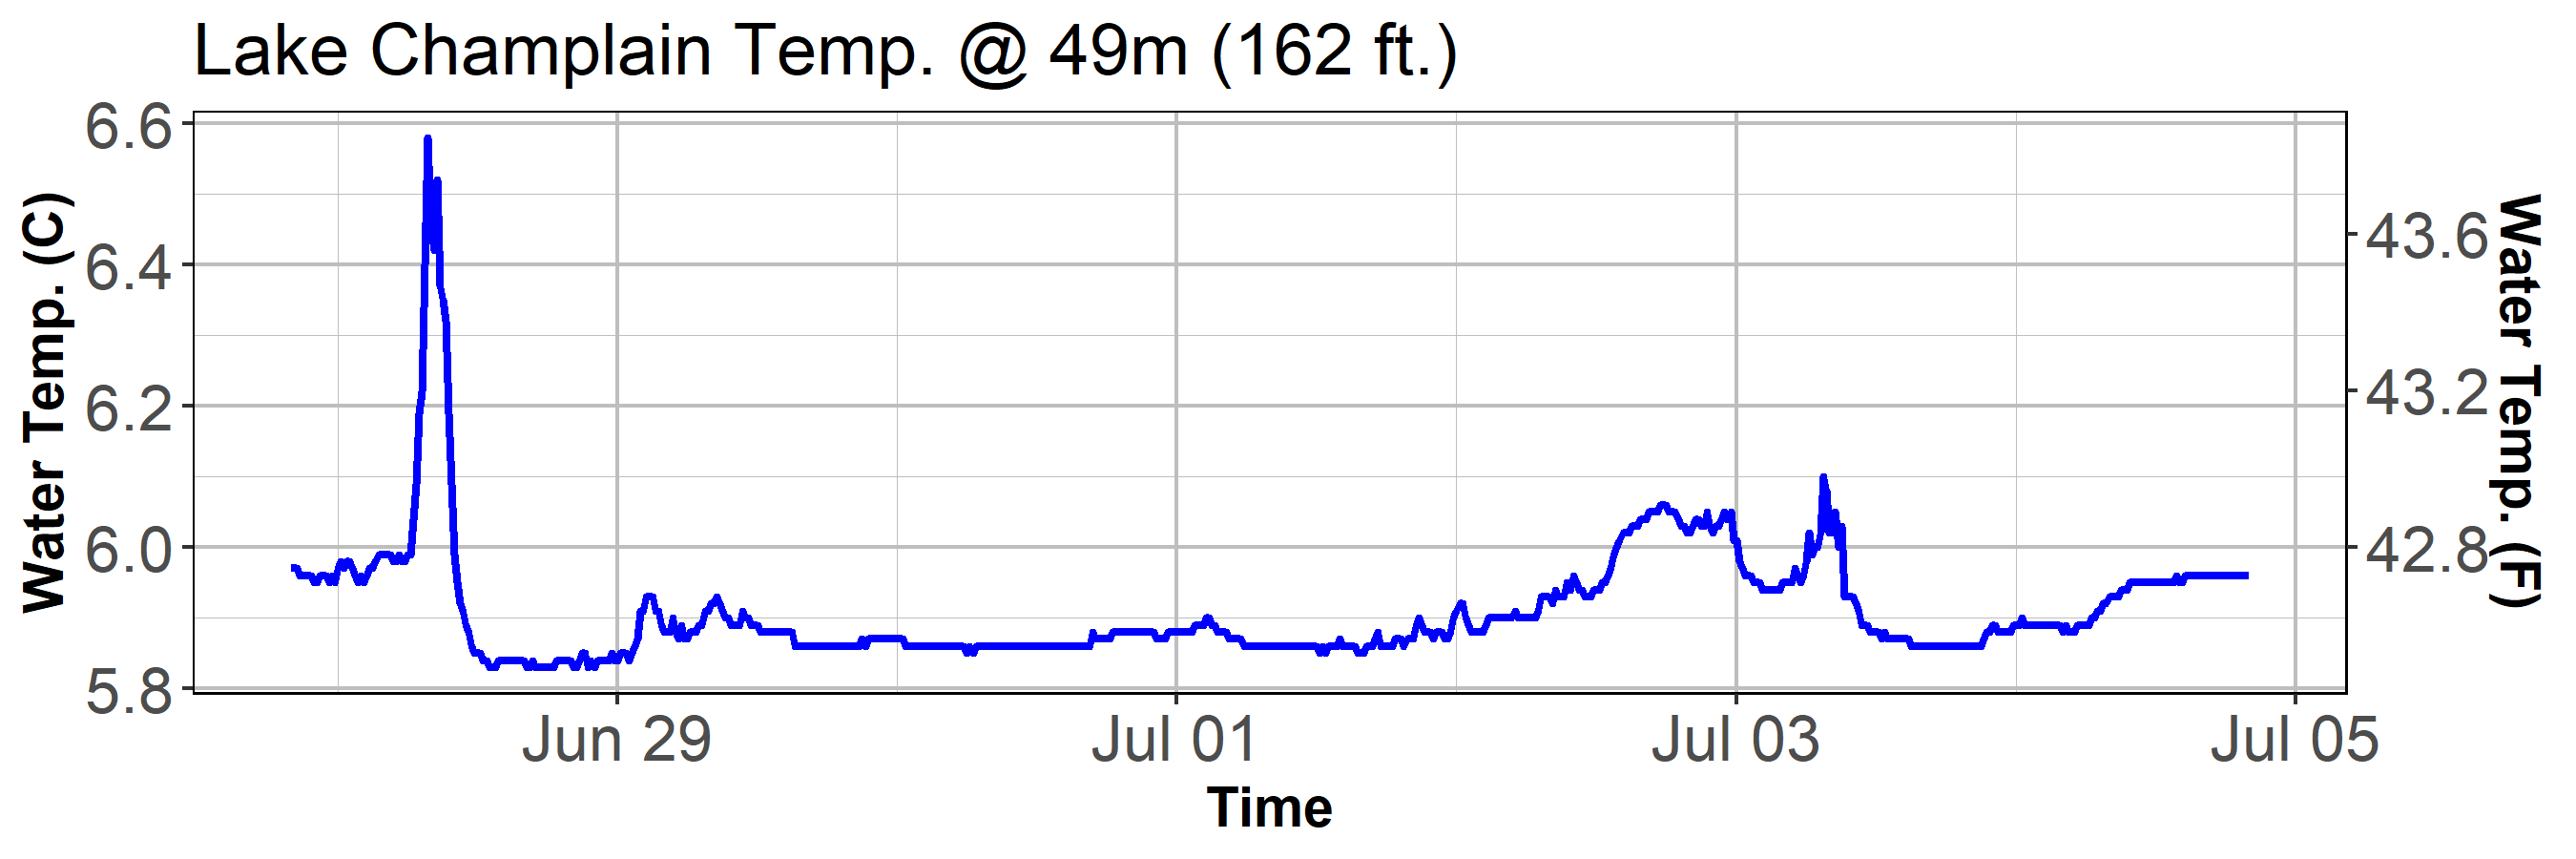 Lake Champlain Temp. @ 49m (162 ft.)
Water Temp. (C)
6.6
6.4
6.2
6.0
5.8
43.6
43.2
42.8
Water Temp. (F)
Jun 29
Jul 01
Jul 03
Jul 05
Time